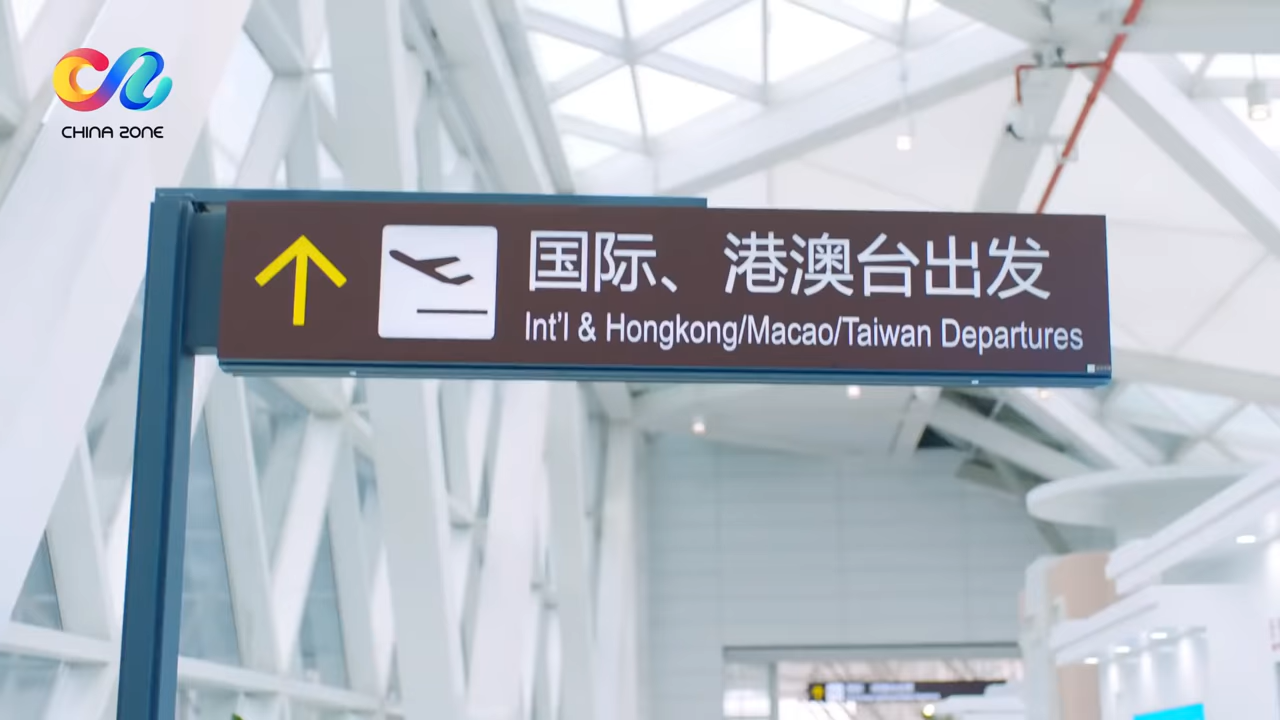 CHINA ZONE
国际、港澳台出发
Int'l & Hongkong/Macao/Taiwan Departures